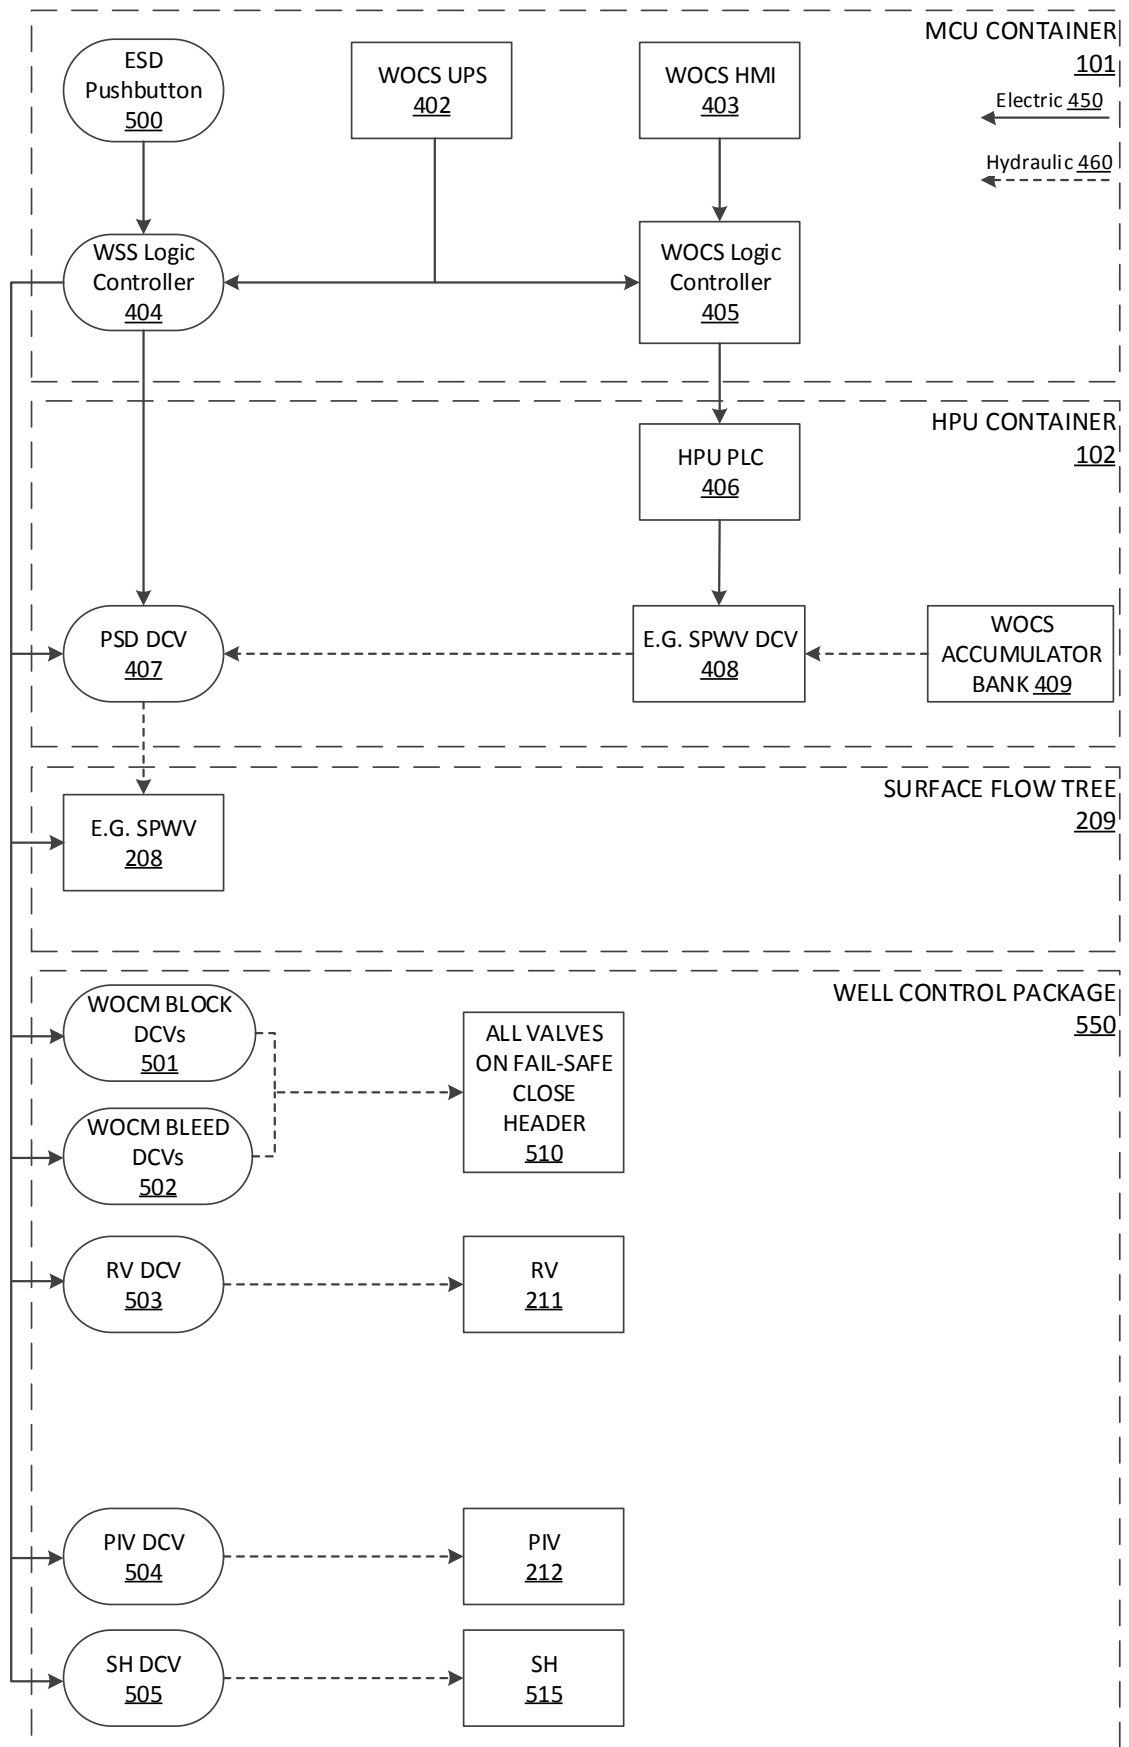 MCU CONTAINER
101
ESD
Pushbutton
500
WOCS UPS
402
WOCS HMI
403
Electric 450
Hydraulic 460
WSS Logic
Controller
404
WOCS Logic
Controller
405
HPU CONTAINER
102
HPU PLC
406
PSD DCV
407
E.G. SPWV DCV
408
WOCS
ACCUMULATOR
BANK 409
SURFACE FLOW TREE
209
E.G. SPWV
208
WELL CONTROL PACKAGE
550
WOCM BLOCK
DCVs
501
WOCM BLEED
DCVs
502
ALL VALVES
ON FAIL-SAFE
CLOSE
HEADER
510
RV DCV
503
RV
211
PIV DCV
504
PIV
212
SH DCV
505
SH
515